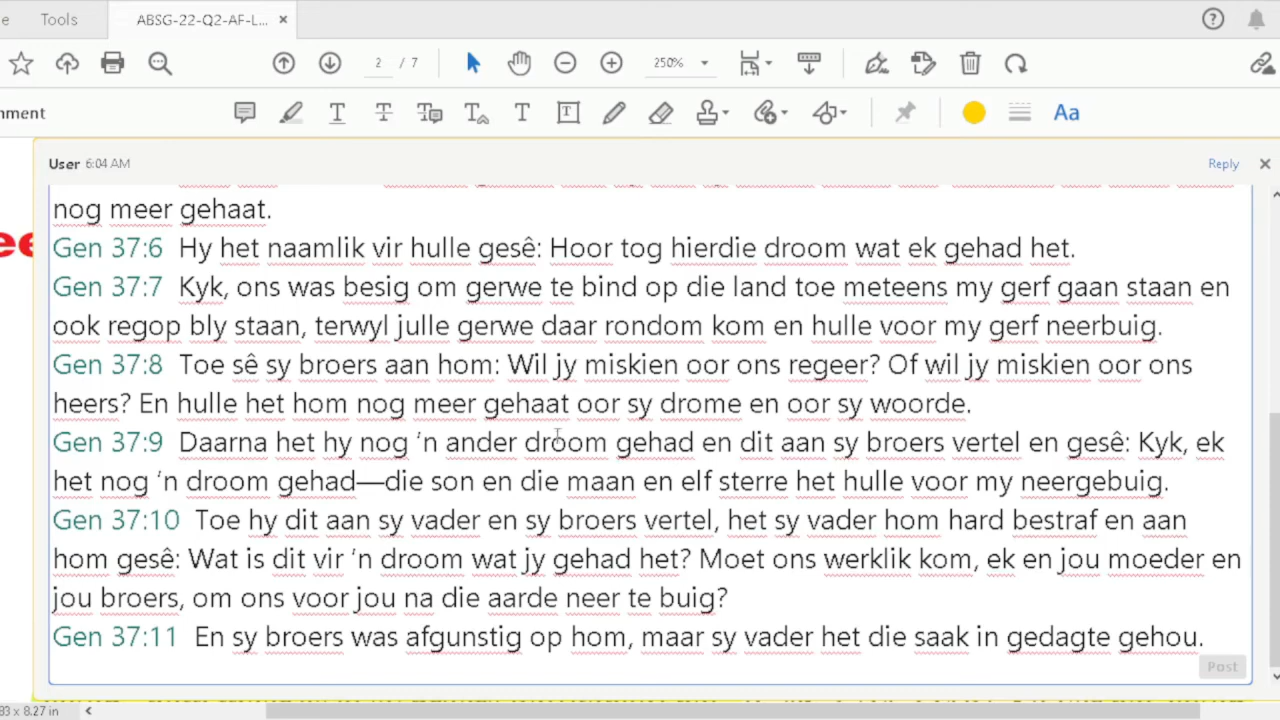 Tools ABSG-22-Q2-AF-L...
2 / 7 250%
Aa
User 6:04 AM Reply
nog meer gehaat.
Gen 37:6 Hy het naamlik vir hulle gesê: Hoor tog hierdie droom wat ek gehad het.
Gen 37:7 Kyk, ons was besig om gerwe te bind op die land toe meteens my gerf gaan staan en
ook regop bly staan, terwyl julle gerwe daar rondom kom en hulle voor my gerf neerbuig.
Gen 37:8 Toe sê sy broers aan hom: Wil jy miskien oor ons regeer? Of wil jy miskien oor ons
heers? En hulle het hom nog meer gehaat oor sy drome en oor sy woorde.
Gen 37:9 Daarna het hy nog ’n ander droom gehad en dit aan sy broers vertel en gesê: Kyk, ek
het nog ’n droom gehad—die son en die maan en elf sterre het hulle voor my neergebuig.
Gen 37:10 Toe hy dit aan sy vader en sy broers vertel, het sy vader hom hard bestraf en aan
hom gesê: Wat is dit vir ’n droom wat jy gehad het? Moet ons werklik kom, ek en jou moeder en
jou broers, om ons voor jou na die aarde neer te buig?
Gen 37:11 En sy broers was afgunstig op hom, maar sy vader het die saak in gedagte gehou.
Post